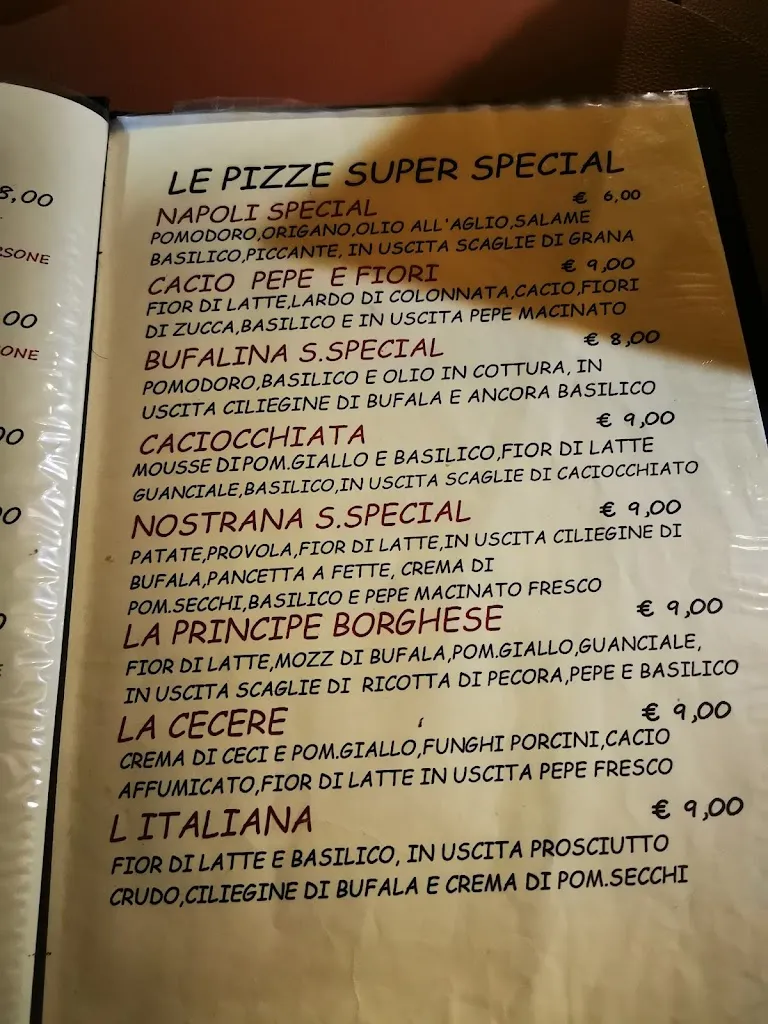 8,00
RSONE
,00
ONE
00
00
LE PIZZE SUPER SPECIAL
NAPOLI SPECIAL € 6,00
POMODORO,ORIGANO,OLIO ALL'AGLIO,SALAME
BASILICO,PICCANTE, IN USCITA SCAGLIE DI GRANA
CACIO PEPE E FIORI € 9,00
FIOR DI LATTE,LARDO DI COLONNATA,CACIO,FIORI
DI ZUCCA,BASILICO E IN USCITA PEPE MACINATO
BUFALINA S.SPECIAL € 8,00
POMODORO,BASILICO E OLIO IN COTTURA, IN
USCITA CILIEGINE DI BUFALA E ANCORA BASILICO
CACIOCCHIATA € 9,00
MOUSSE DI POM.GIALLO E BASILICO,FIOR DI LATTE
GUANCIALE,BASILICO,IN USCITA SCAGLIE DI CACIOCCHIATO
NOSTRANA S.SPECIAL € 9,00
PATATE,PROVOLA,FIOR DI LATTE,IN USCITA CILIEGINE DI
BUFALA,PANCETTA A FETTE, CREMA DI
POM.SECCHI,BASILICO E PEPE MACINATO FRESCO
LA PRINCIPE BORGHESE € 9,00
FIOR DI LATTE,MOZZ DI BUFALA,POM.GIALLO,GUANCIALE,
IN USCITA SCAGLIE DI RICOTTA DI PECORA,PEPE E BASILICO
LA CECERE € 9,00
CREMA DI CECI E POM.GIALLO,FUNGHI PORCINI,CACIO
AFFUMICATO,FIOR DI LATTE IN USCITA PEPE FRESCO
L ITALIANA € 9,00
FIOR DI LATTE E BASILICO, IN USCITA PROSCIUTTO
CRUDO,CILIEGINE DI BUFALA E CREMA DI POM.SECCHI